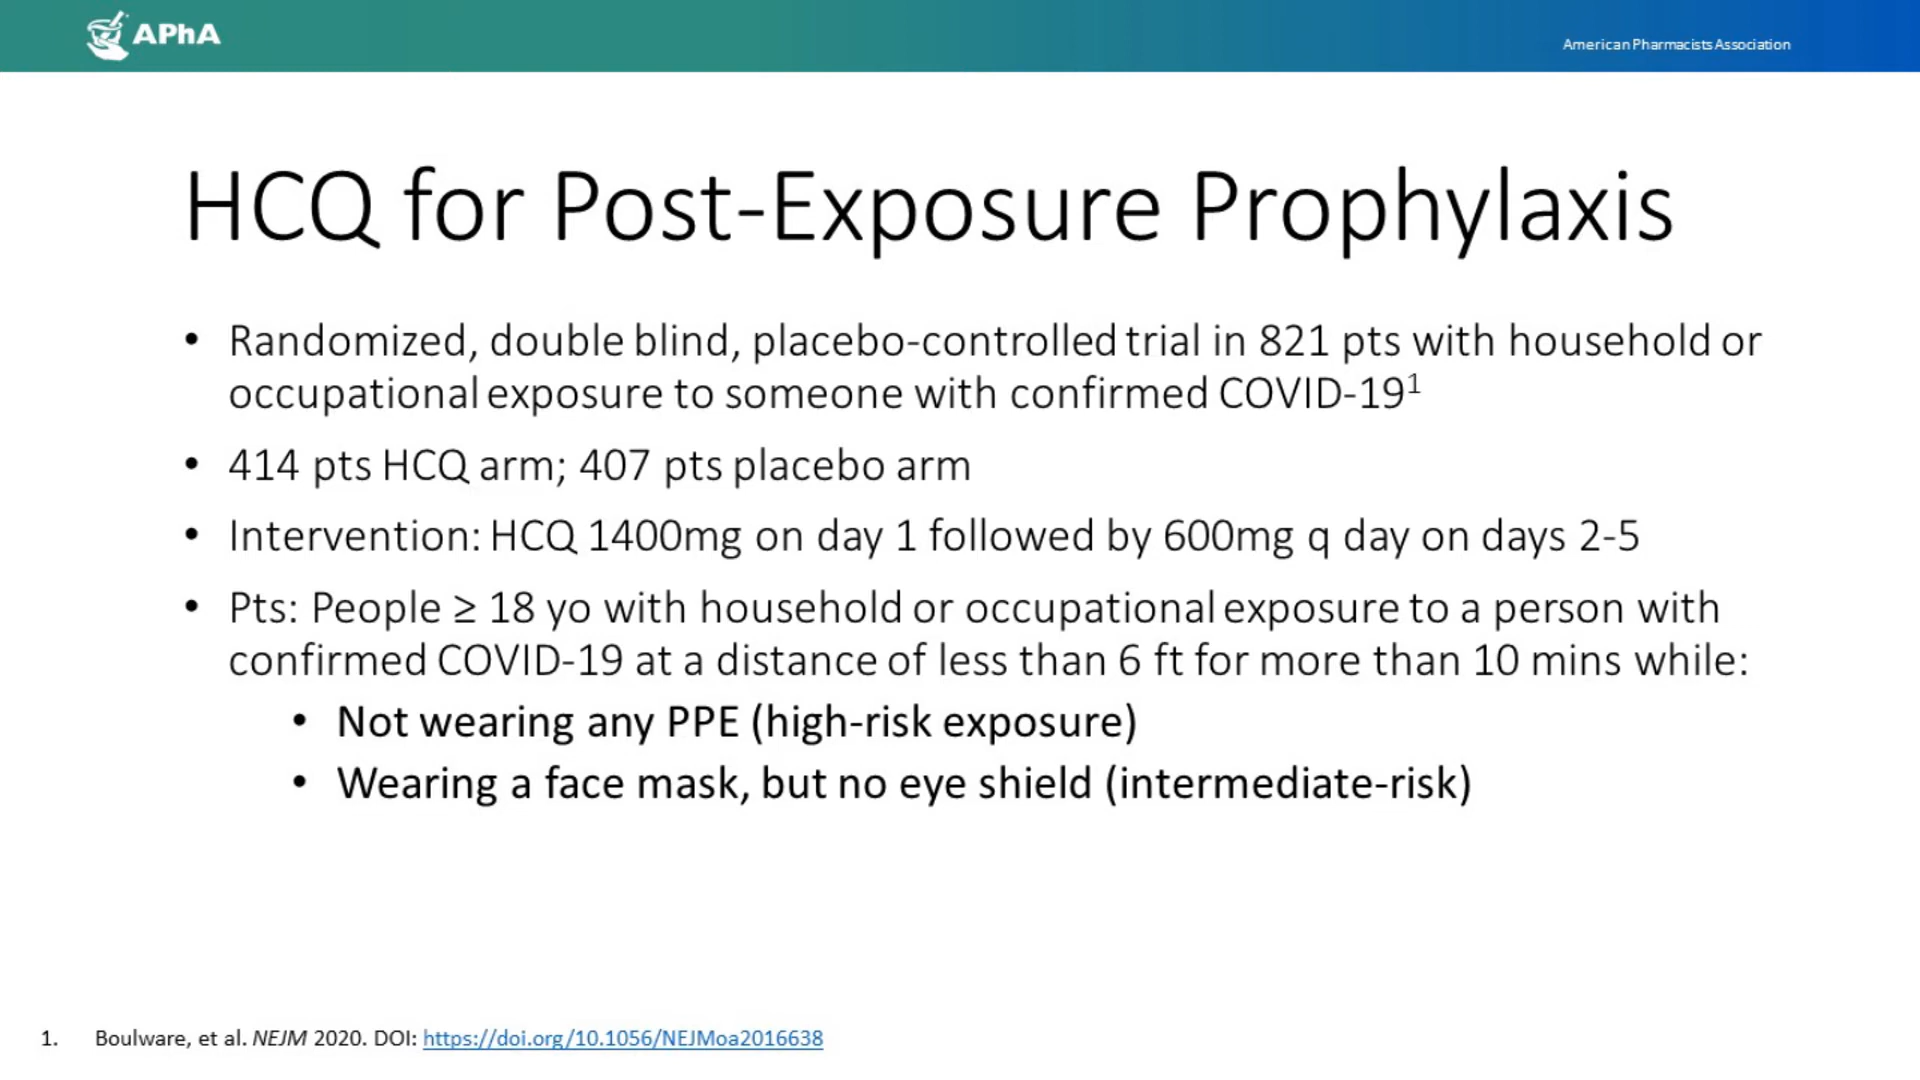 APhA
American Pharmacists Association
HCQ for Post-Exposure Prophylaxis
• Randomized, double blind, placebo-controlled trial in 821 pts with household or
occupational exposure to someone with confirmed COVID-19¹
• 414 pts HCQ arm; 407 pts placebo arm
• Intervention: HCQ 1400mg on day 1 followed by 600mg q day on days 2-5
• Pts: People ≥ 18 yo with household or occupational exposure to a person with
confirmed COVID-19 at a distance of less than 6 ft for more than 10 mins while:
• Not wearing any PPE (high-risk exposure)
• Wearing a face mask, but no eye shield (intermediate-risk)
1. Boulware, et al. NEJM 2020. DOI: https://doi.org/10.1056/NEJMoa2016638